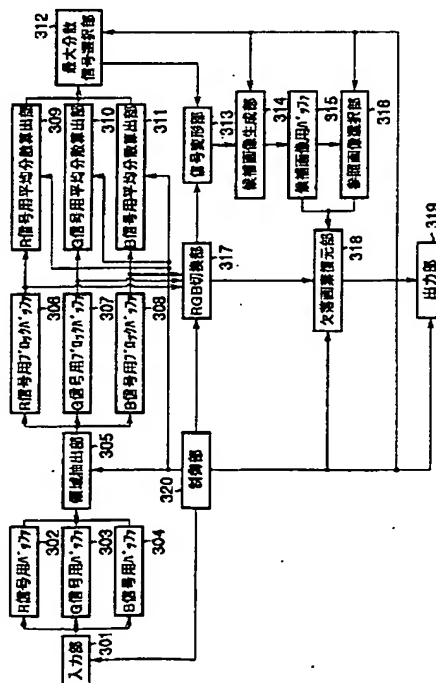 入力部
301
R信号用バッファ
302
G信号用バッファ
303
B信号用バッファ
304
領域抽出部
305
R信号用ブロックバッファ
306
G信号用ブロックバッファ
307
B信号用ブロックバッファ
308
R信号用平均分散算出部
309
G信号用平均分散算出部
310
B信号用平均分散算出部
311
最大分散
信号選択部
312
信号変形部
313
候補画像生成部
314
候補画像用バッファ
315
参照画像選択部
316
RGB切換部
317
欠落画素復元部
318
出力部
319
制御部
320